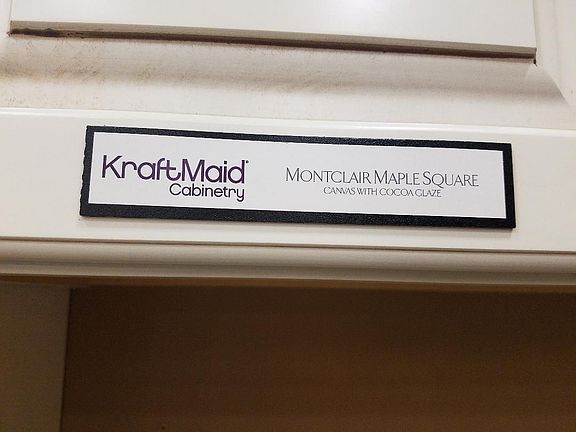 KraftMaid®
Cabinetry
MONTCLAIR MAPLE SQUARE
CANVAS WITH COCOA GLAZE